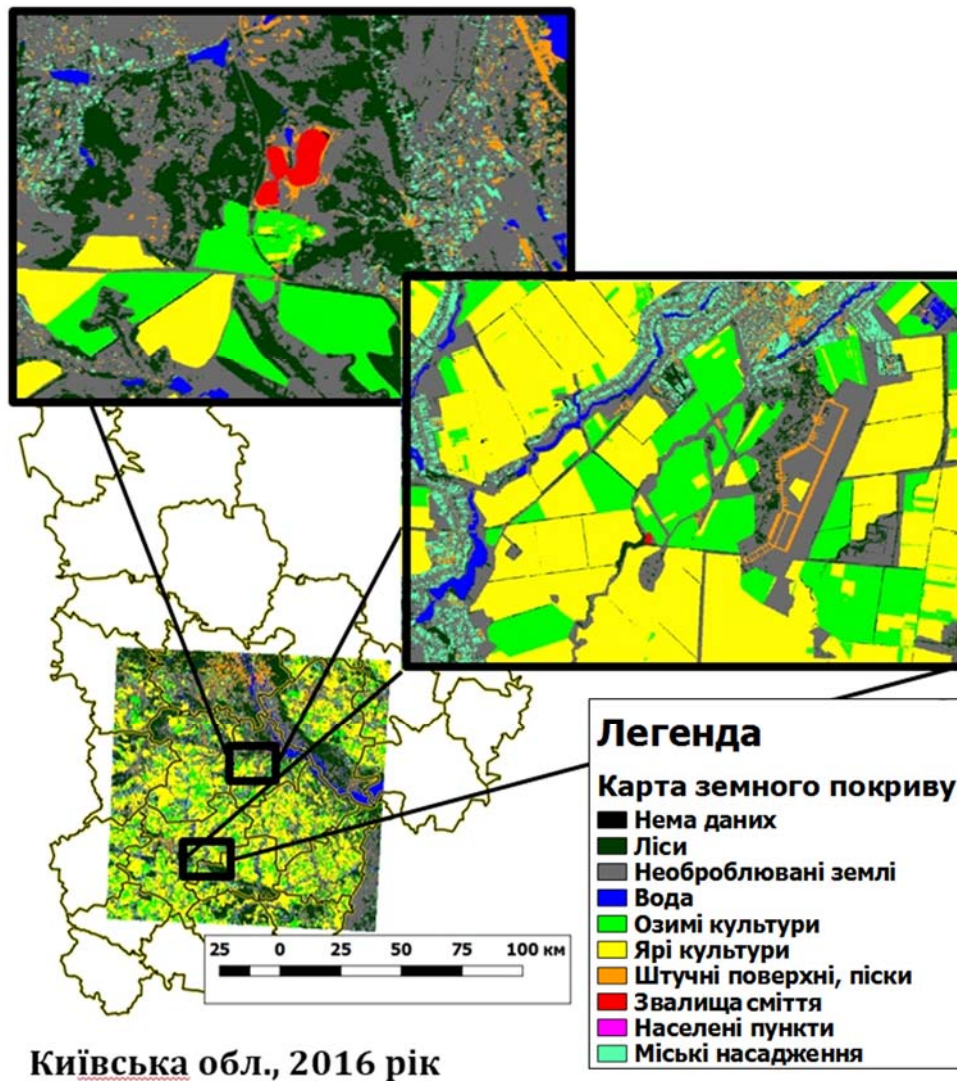 Легенда
Карта земного покриву
Нема даних
Ліси
Необроблювані землі
Вода
Озимі культури
Ярі культури
Штучні поверхні, піски
Звалища сміття
Населені пункти
Міські насадження
25 0 25 50 75 100 км
Київська обл., 2016 рік